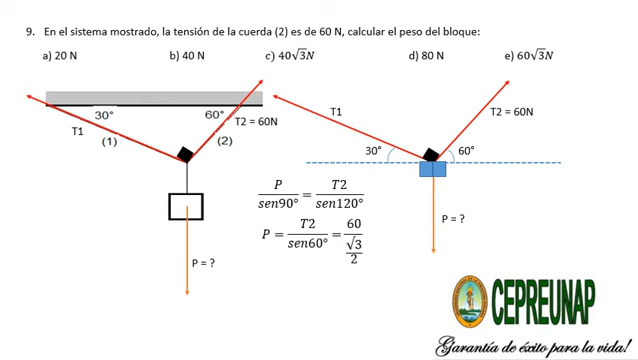 9. En el sistema mostrado, la tensión de la cuerda (2) es de 60 N, calcular el peso del bloque:
a) 20 N b) 40 N c) 40√3N d) 80 N e) 60√3N
30° 60°
T1 (1) T2 = 60N (2)
P = ?
T1 T2 = 60N
30° 60°
P = ?
P/sen90° = T2/sen120°
P = T2/sen60° = 60/(√3/2)
CEPREUNAP
Garantía de éxito para la vida!